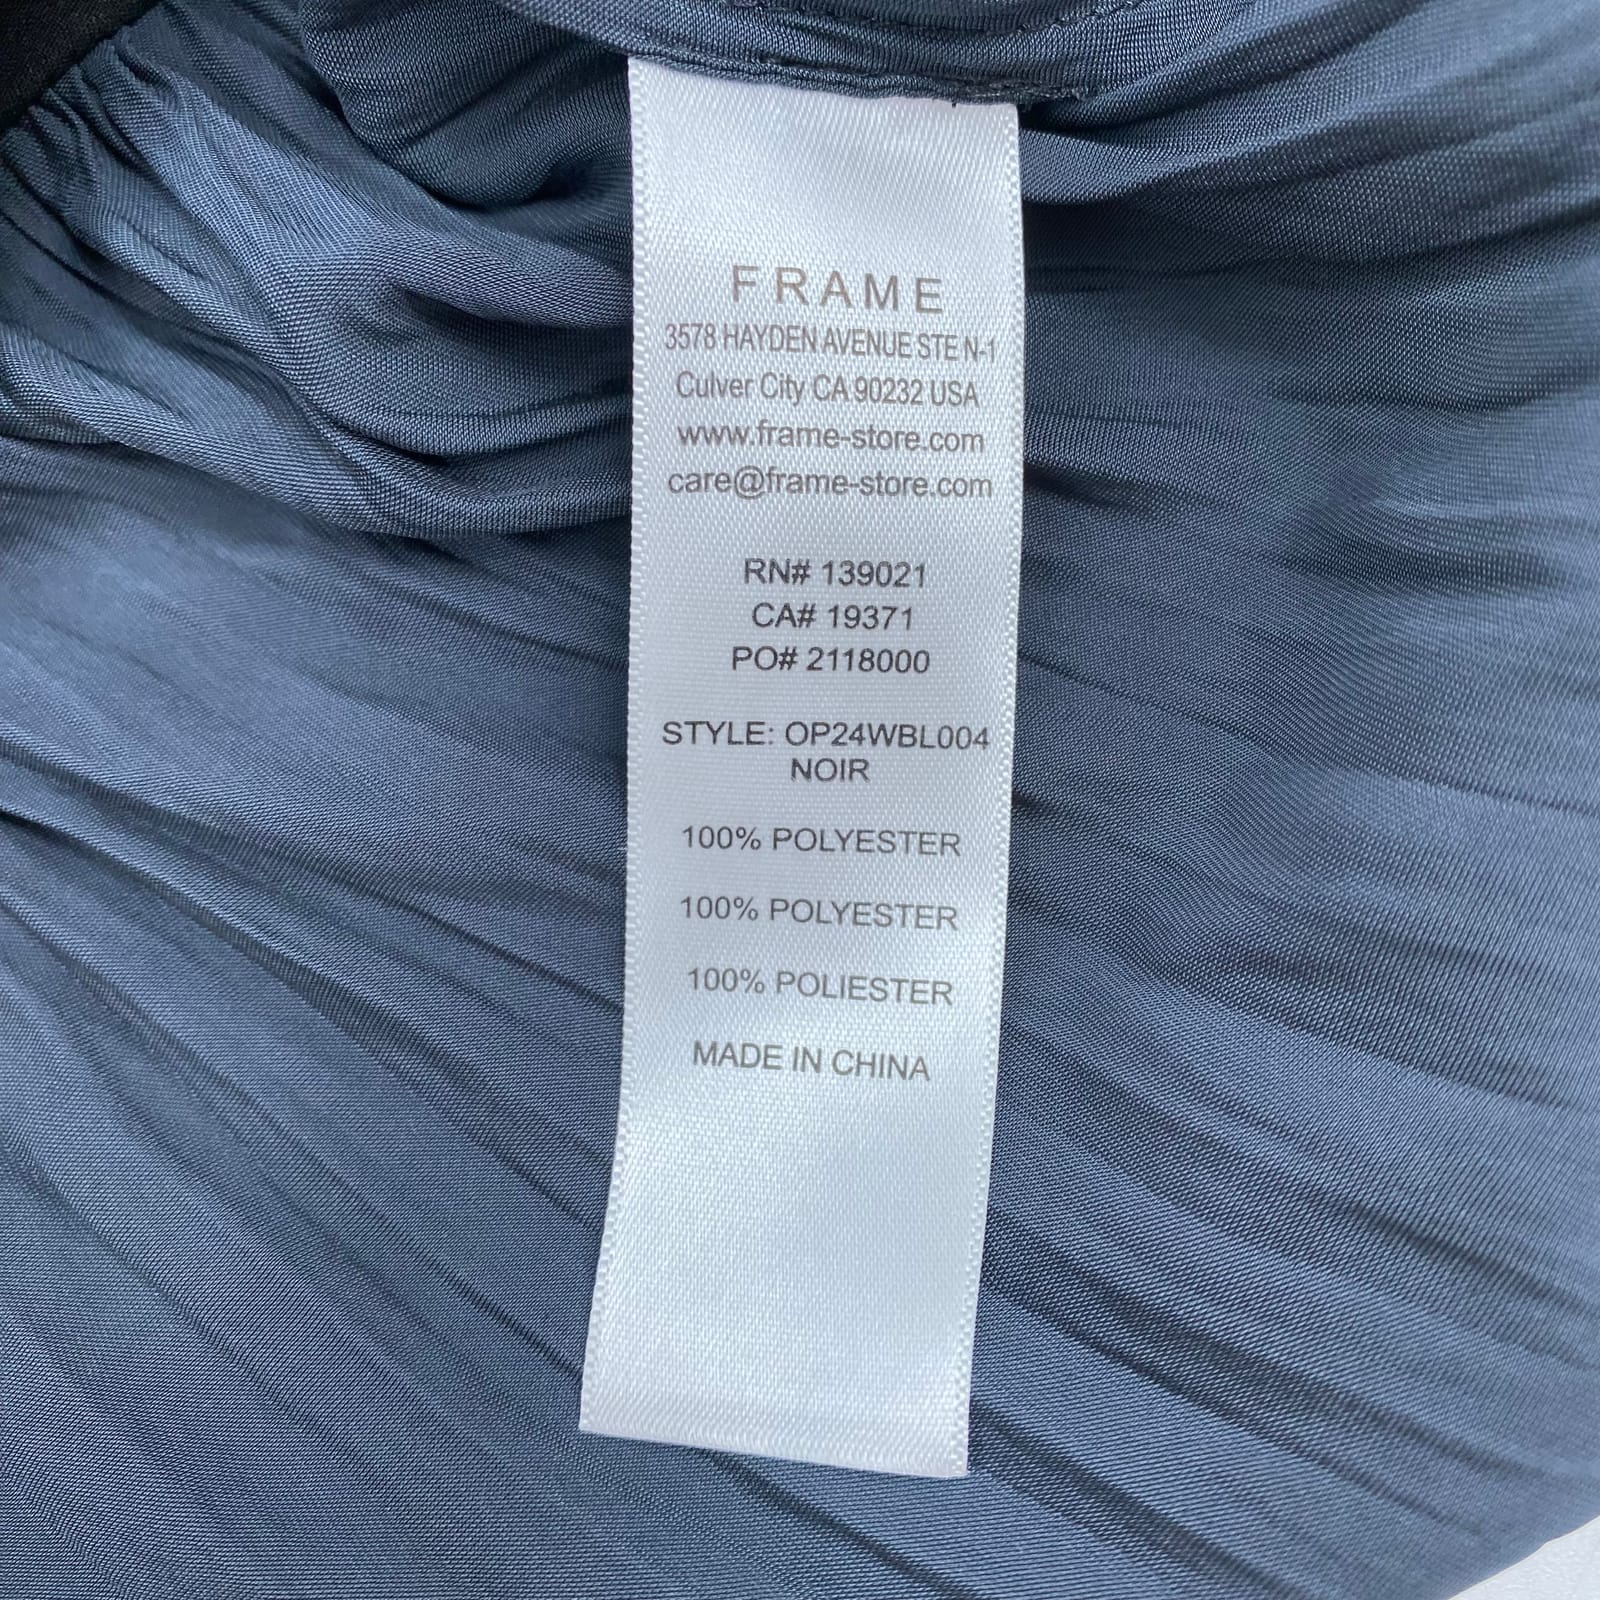 FRAME
3578 HAYDEN AVENUE STE N-1
Culver City CA 90232 USA
www.frame-store.com
care@frame-store.com
RN# 139021
CA# 19371
PO# 2118000
STYLE: OP24WBL004
NOIR
100% POLYESTER
100% POLYESTER
100% POLIESTER
MADE IN CHINA